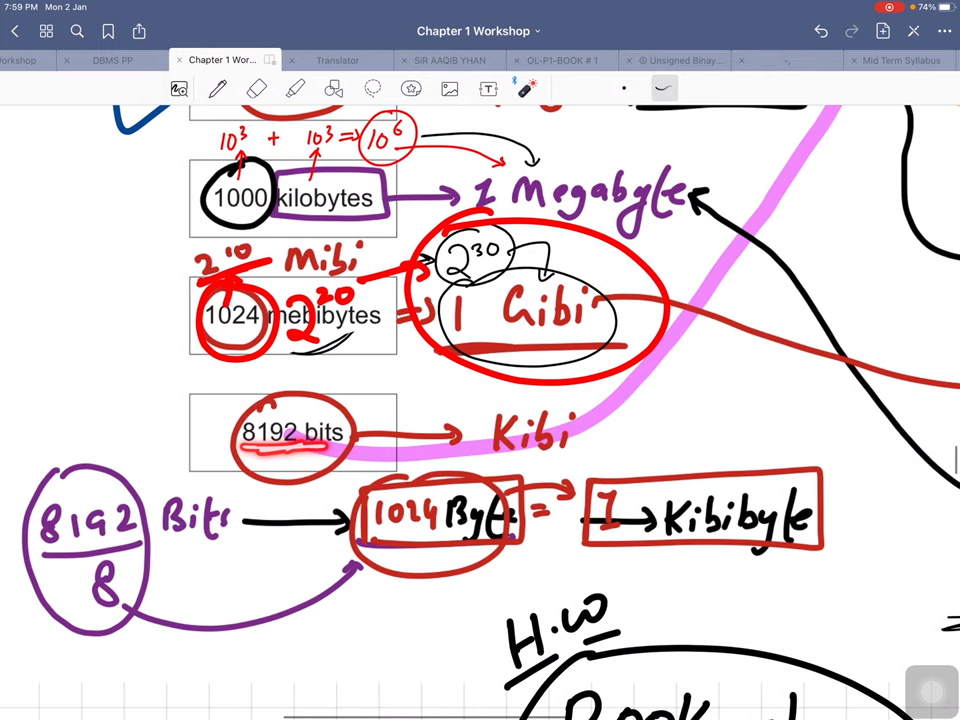 7:59 PM Mon 2 Jan
74%
Chapter 1 Workshop
orkshop
DBMS PP
Chapter 1 Wor...
Translator
SIR AAQIB YHAN
OL-P1-BOOK # 1
Unsigned Binay...
Mid Term Syllabus
10³ + 10³ => 10⁶
1000 kilobytes
1 Megabyte
2¹⁰ Mibi
2³⁰
1024 mebibytes
2²⁰
=> 1 Gibi
8192 bits
Kibi
8192 Bits
8
1024 Byte
= 1
Kibibyte
H.W
Book